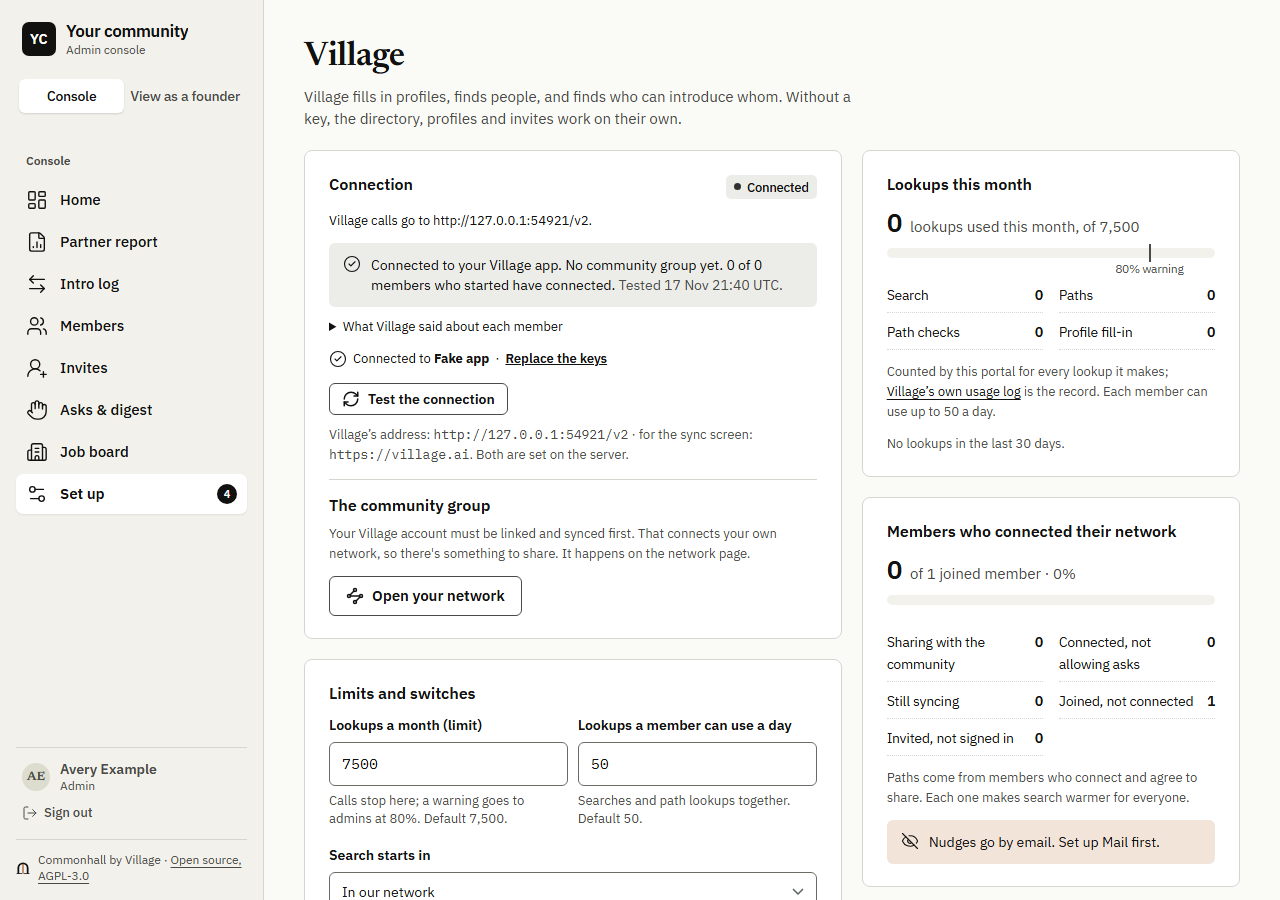 YC
Your community
Admin console
Console
View as a founder
Console
Home
Partner report
Intro log
Members
Invites
Asks & digest
Job board
Set up
4
AE
Avery Example
Admin
Sign out
Commonhall by Village · Open source,
AGPL-3.0
Village
Village fills in profiles, finds people, and finds who can introduce whom. Without a
key, the directory, profiles and invites work on their own.
Connection
Connected
Village calls go to http://127.0.0.1:54921/v2.
Connected to your Village app. No community group yet. 0 of 0
members who started have connected. Tested 17 Nov 21:40 UTC.
What Village said about each member
Connected to Fake app · Replace the keys
Test the connection
Village's address: http://127.0.0.1:54921/v2 · for the sync screen:
https://village.ai. Both are set on the server.
The community group
Your Village account must be linked and synced first. That connects your own
network, so there's something to share. It happens on the network page.
Open your network
Limits and switches
Lookups a month (limit)
7500
Calls stop here; a warning goes to
admins at 80%. Default 7,500.
Lookups a member can use a day
50
Searches and path lookups together.
Default 50.
Search starts in
In our network
Lookups this month
0 lookups used this month, of 7,500
80% warning
Search 0
Paths 0
Path checks 0
Profile fill-in 0
Counted by this portal for every lookup it makes;
Village's own usage log is the record. Each member can
use up to 50 a day.
No lookups in the last 30 days.
Members who connected their network
0 of 1 joined member · 0%
Sharing with the
community
0
Connected, not
allowing asks
0
Still syncing 0
Joined, not connected 1
Invited, not signed in 0
Paths come from members who connect and agree to
share. Each one makes search warmer for everyone.
Nudges go by email. Set up Mail first.